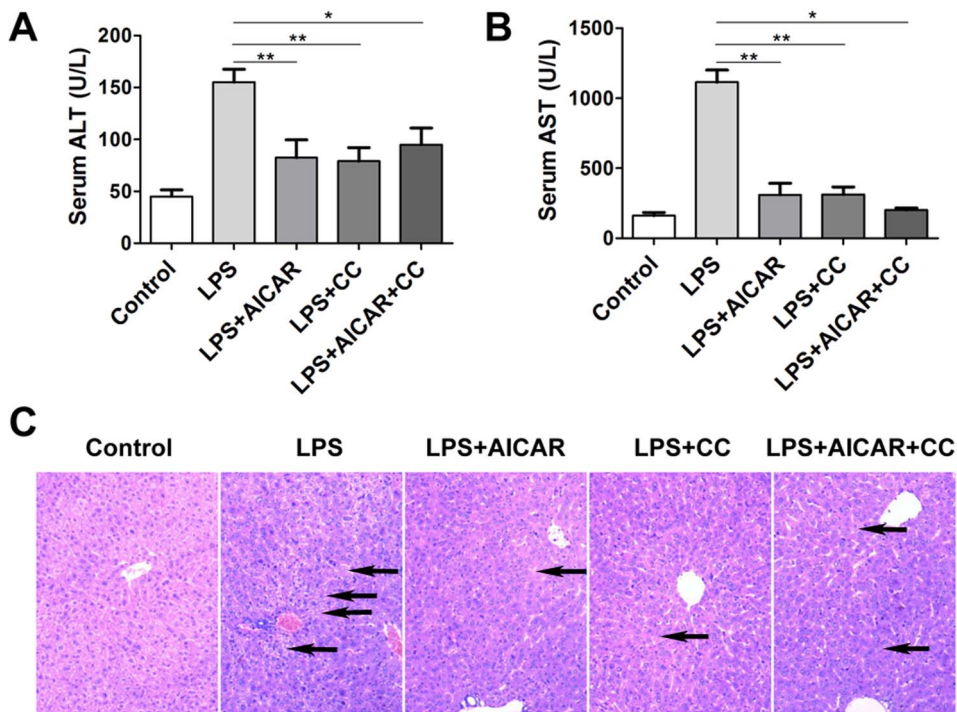 A
Serum ALT (U/L)
200
150
100
50
0
*
**
**
Control
LPS
LPS+AICAR
LPS+CC
LPS+AICAR+CC
B
Serum AST (U/L)
1500
1000
500
0
*
**
**
Control
LPS
LPS+AICAR
LPS+CC
LPS+AICAR+CC
C
Control LPS LPS+AICAR LPS+CC LPS+AICAR+CC